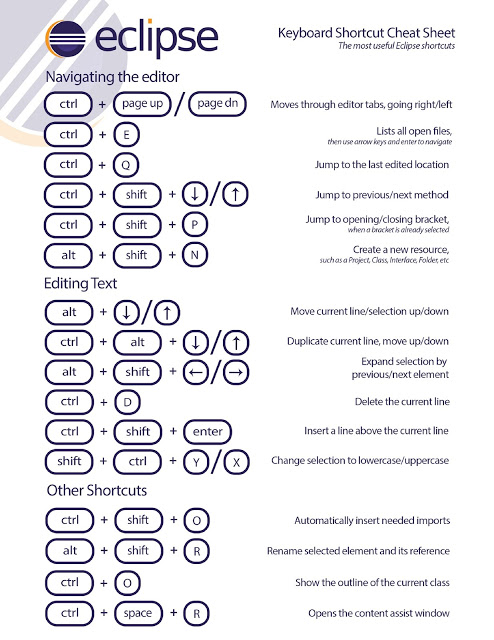 eclipse
Keyboard Shortcut Cheat Sheet
The most useful Eclipse shortcuts
Navigating the editor
ctrl + page up / page dn Moves through editor tabs, going right/left
ctrl + E Lists all open files,
then use arrow keys and enter to navigate
ctrl + Q Jump to the last edited location
ctrl + shift + ↓/↑ Jump to previous/next method
ctrl + shift + P Jump to opening/closing bracket,
when a bracket is already selected
alt + shift + N Create a new resource,
such as a Project, Class, Interface, Folder, etc
Editing Text
alt + ↓/↑ Move current line/selection up/down
ctrl + alt + ↓/↑ Duplicate current line, move up/down
alt + shift + ←/→ Expand selection by
previous/next element
ctrl + D Delete the current line
ctrl + shift + enter Insert a line above the current line
shift + ctrl + Y/X Change selection to lowercase/uppercase
Other Shortcuts
ctrl + shift + O Automatically insert needed imports
alt + shift + R Rename selected element and its reference
ctrl + O Show the outline of the current class
ctrl + space + R Opens the content assist window